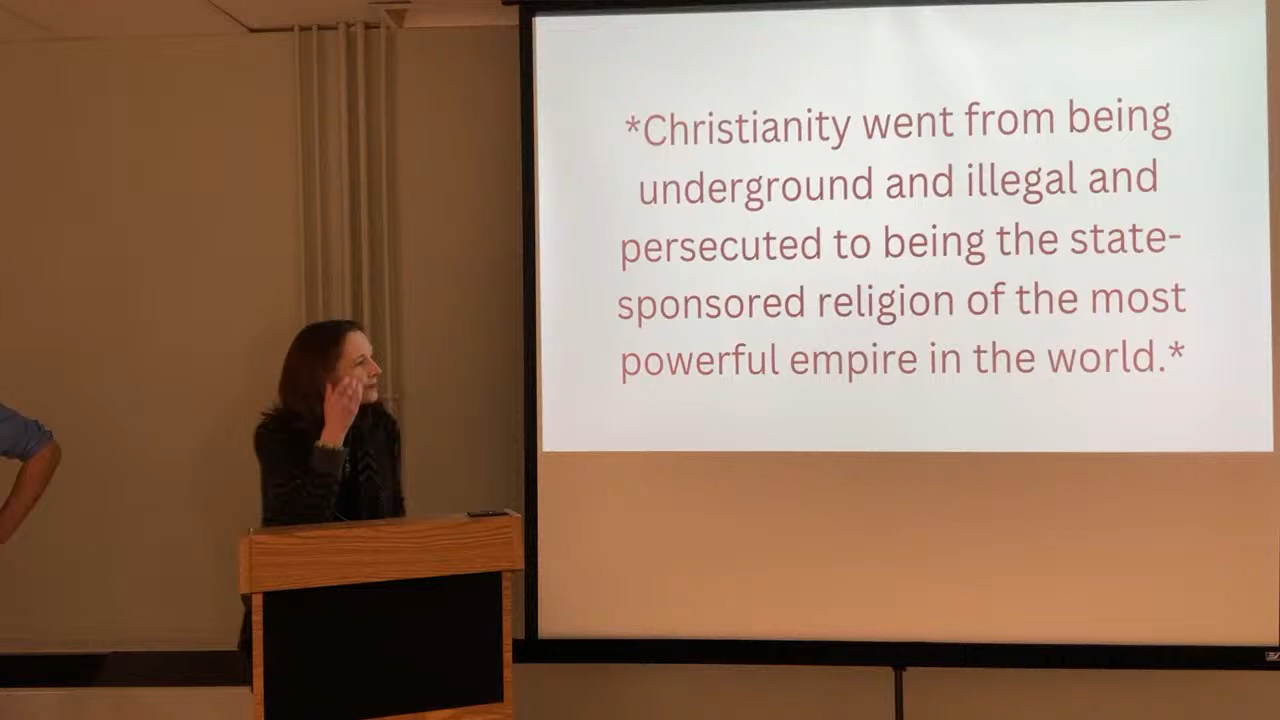 *Christianity went from being
underground and illegal and
persecuted to being the state-
sponsored religion of the most
powerful empire in the world.*